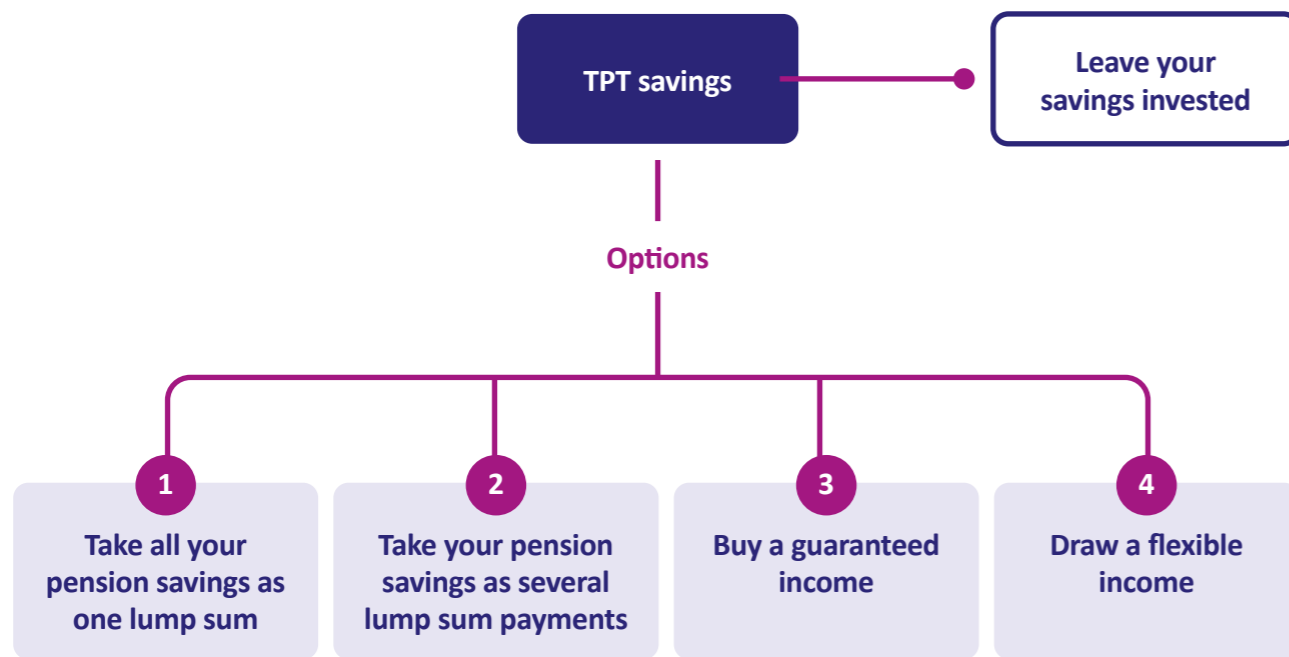 TPT savings
Leave your
savings invested
Options
1
Take all your
pension savings as
one lump sum
2
Take your pension
savings as several
lump sum payments
3
Buy a guaranteed
income
4
Draw a flexible
income